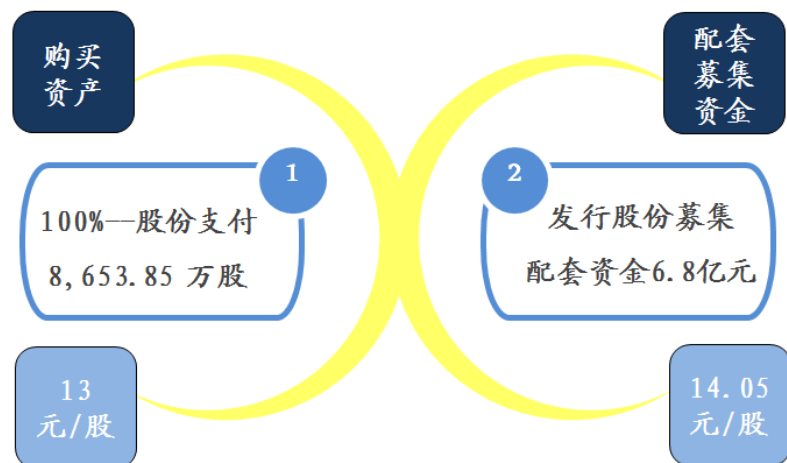 购买
资产
1
100%—股份支付
8,653.85 万股
13
元/股
配套
募集
资金
2
发行股份募集
配套资金6.8亿元
14.05
元/股